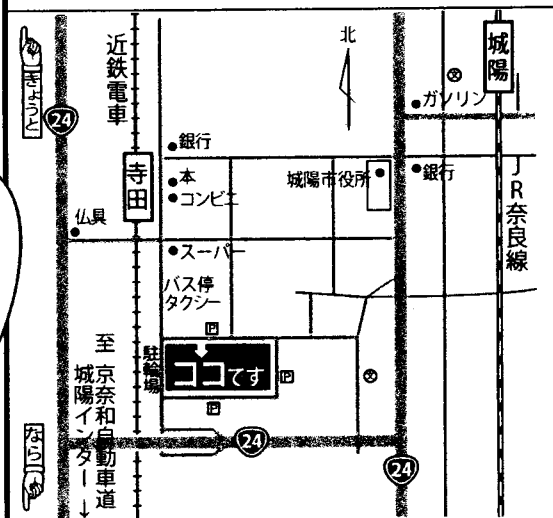 きょうと
24
近鉄電車
北
城陽
文
ガソリン
銀行
寺田
本
コンビニ
城陽市役所
銀行
JR奈良線
仏具
スーパー
バス停
タクシー
P
駐輪場
ココです
P
文
P
至 京奈和自動車道
城陽インター→
24
24
なら